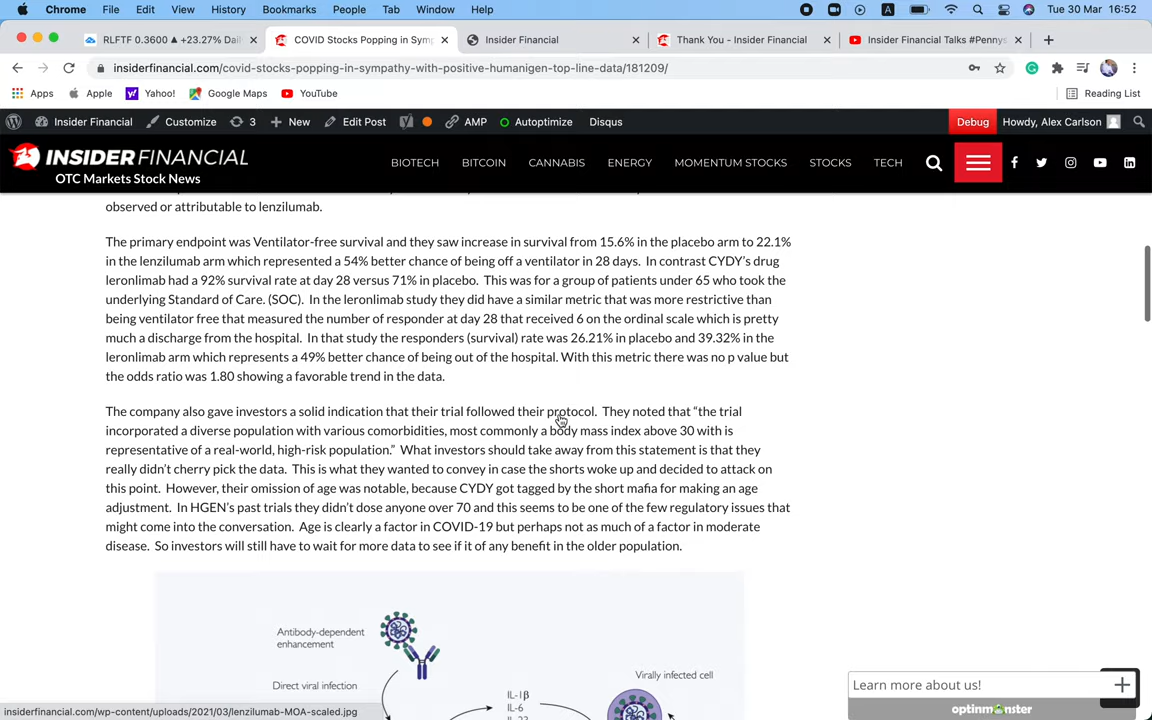 Chrome File Edit View History Bookmarks People Tab Window Help A Tue 30 Mar 16:52
RLFTF 0.3600 ▲ +23.27% Dail COVID Stocks Popping in Symp Insider Financial Thank You - Insider Financial Insider Financial Talks #Pennys
insiderfinancial.com/covid-stocks-popping-in-sympathy-with-positive-humanigen-top-line-data/181209/
Apps Apple Yahoo! Google Maps YouTube Reading List
Insider Financial Customize 3 New Edit Post AMP Autoptimize Disqus Debug Howdy, Alex Carlson
INSIDER FINANCIAL
OTC Markets Stock News
BIOTECH BITCOIN CANNABIS ENERGY MOMENTUM STOCKS STOCKS TECH
observed or attributable to lenzilumab.
The primary endpoint was Ventilator-free survival and they saw increase in survival from 15.6% in the placebo arm to 22.1%
in the lenzilumab arm which represented a 54% better chance of being off a ventilator in 28 days. In contrast CYDY's drug
leronlimab had a 92% survival rate at day 28 versus 71% in placebo. This was for a group of patients under 65 who took the
underlying Standard of Care. (SOC). In the leronlimab study they did have a similar metric that was more restrictive than
being ventilator free that measured the number of responder at day 28 that received 6 on the ordinal scale which is pretty
much a discharge from the hospital. In that study the responders (survival) rate was 26.21% in placebo and 39.32% in the
leronlimab arm which represents a 49% better chance of being out of the hospital. With this metric there was no p value but
the odds ratio was 1.80 showing a favorable trend in the data.
The company also gave investors a solid indication that their trial followed their protocol. They noted that “the trial
incorporated a diverse population with various comorbidities, most commonly a body mass index above 30 with is
representative of a real-world, high-risk population.” What investors should take away from this statement is that they
really didn't cherry pick the data. This is what they wanted to convey in case the shorts woke up and decided to attack on
this point. However, their omission of age was notable, because CYDY got tagged by the short mafia for making an age
adjustment. In HGEN's past trials they didn't dose anyone over 70 and this seems to be one of the few regulatory issues that
might come into the conversation. Age is clearly a factor in COVID-19 but perhaps not as much of a factor in moderate
disease. So investors will still have to wait for more data to see if it of any benefit in the older population.
Antibody-dependent
enhancement
Direct viral infection
Virally infected cell
IL-1β
IL-6
Learn more about us!
optinmonster
insiderfinancial.com/wp-content/uploads/2021/03/lenzilumab-MOA-scaled.jpg